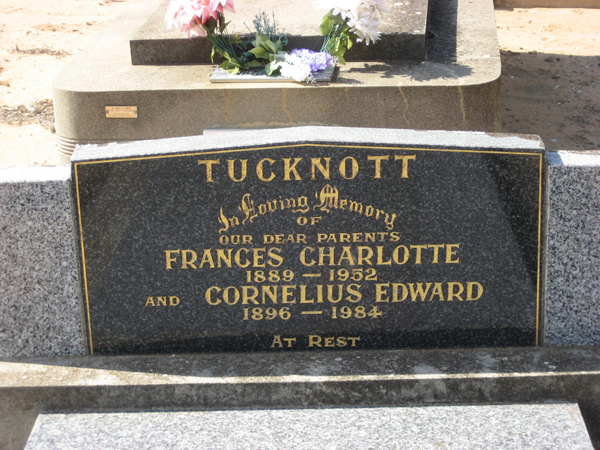 TUCKNOTT
In Loving Memory
OF
OUR DEAR PARENTS
FRANCES CHARLOTTE
1889 – 1952
AND CORNELIUS EDWARD
1896 – 1984
AT REST